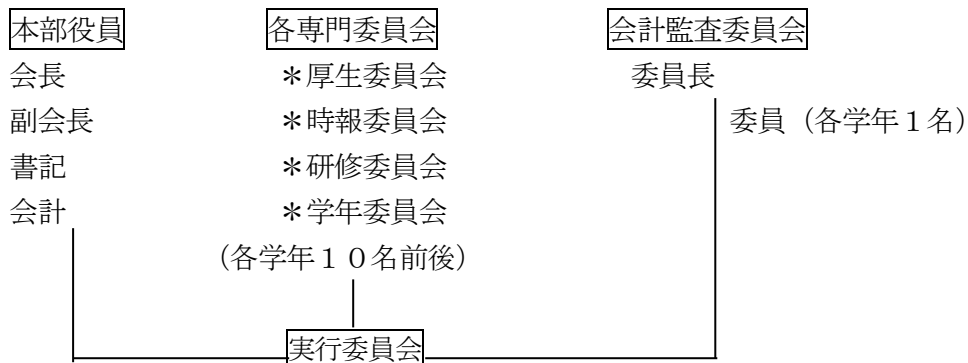 本部役員 各専門委員会 会計監査委員会
会長 ＊厚生委員会 委員長
副会長 ＊時報委員会 委員（各学年１名）
書記 ＊研修委員会
会計 ＊学年委員会
（各学年１０名前後）
実行委員会